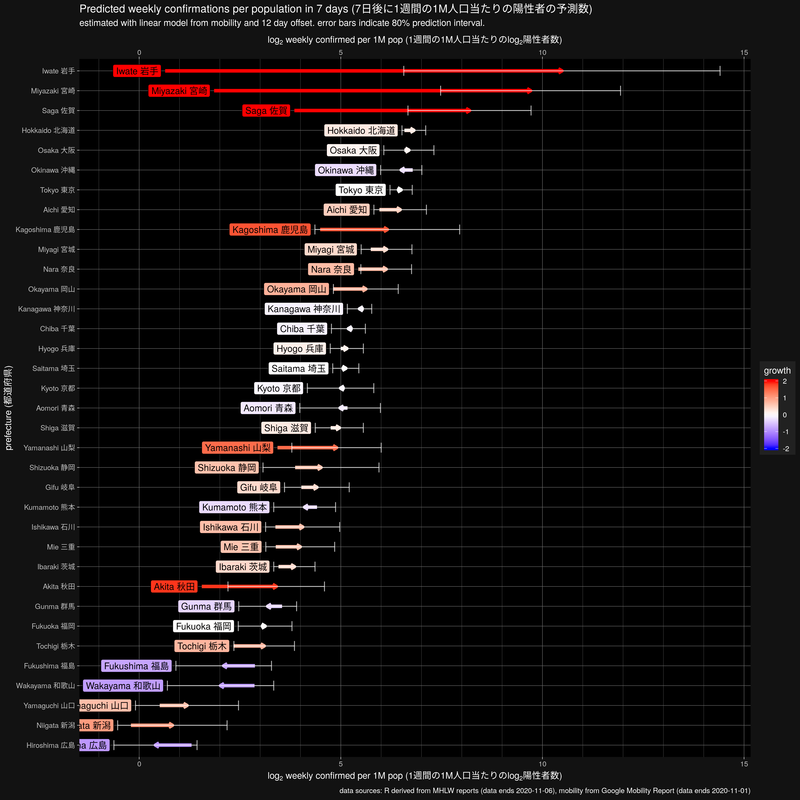 Predicted weekly confirmations per population in 7 days (7日後に1週間の1M人口当たりの陽性者の予測数)
estimated with linear model from mobility and 12 day offset. error bars indicate 80% prediction interval.
log₂ weekly confirmed per 1M pop (1週間の1M人口当たりのlog₂陽性者数)
0 5 10 15
Iwate 岩手 Iwate 岩手
Miyazaki 宮崎 Miyazaki 宮崎
Saga 佐賀 Saga 佐賀
Hokkaido 北海道 Hokkaido 北海道
Osaka 大阪 Osaka 大阪
Okinawa 沖縄 Okinawa 沖縄
Tokyo 東京 Tokyo 東京
Aichi 愛知 Aichi 愛知
Kagoshima 鹿児島 Kagoshima 鹿児島
Miyagi 宮城 Miyagi 宮城
Nara 奈良 Nara 奈良
Okayama 岡山 Okayama 岡山
Kanagawa 神奈川 Kanagawa 神奈川
Chiba 千葉 Chiba 千葉
Hyogo 兵庫 Hyogo 兵庫
Saitama 埼玉 Saitama 埼玉
Kyoto 京都 Kyoto 京都
Aomori 青森 Aomori 青森
Shiga 滋賀 Shiga 滋賀
Yamanashi 山梨 Yamanashi 山梨
Shizuoka 静岡 Shizuoka 静岡
Gifu 岐阜 Gifu 岐阜
Kumamoto 熊本 Kumamoto 熊本
Ishikawa 石川 Ishikawa 石川
Mie 三重 Mie 三重
Ibaraki 茨城 Ibaraki 茨城
Akita 秋田 Akita 秋田
Gunma 群馬 Gunma 群馬
Fukuoka 福岡 Fukuoka 福岡
Tochigi 栃木 Tochigi 栃木
Fukushima 福島 Fukushima 福島
Wakayama 和歌山 Wakayama 和歌山
Yamaguchi 山口 aguchi 山口
Niigata 新潟 ata 新潟
Hiroshima 広島 a 広島
0 5 10 15
log₂ weekly confirmed per 1M pop (1週間の1M人口当たりのlog₂陽性者数)
prefecture (都道府県)
growth
2
1
0
-1
-2
data sources: R derived from MHLW reports (data ends 2020-11-06), mobility from Google Mobility Report (data ends 2020-11-01)